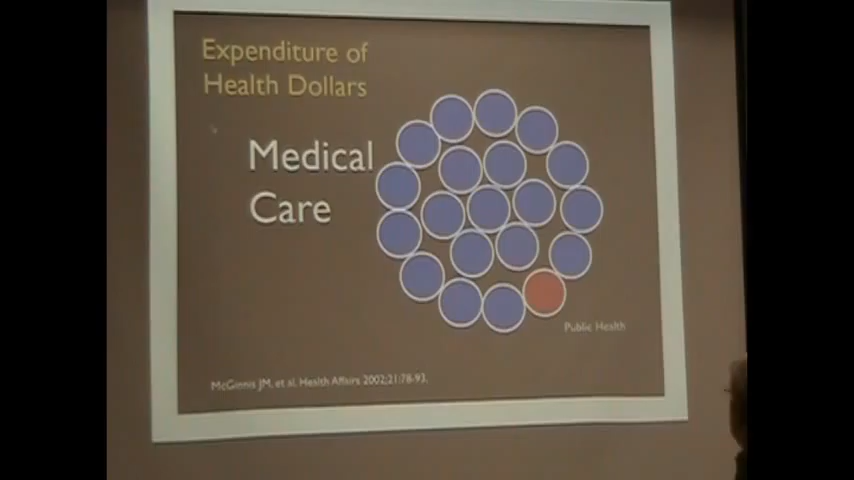 Expenditure of
Health Dollars
Medical
Care
Public Health
McGinnis JM, et al. Health Affairs 2002;21:78-93.